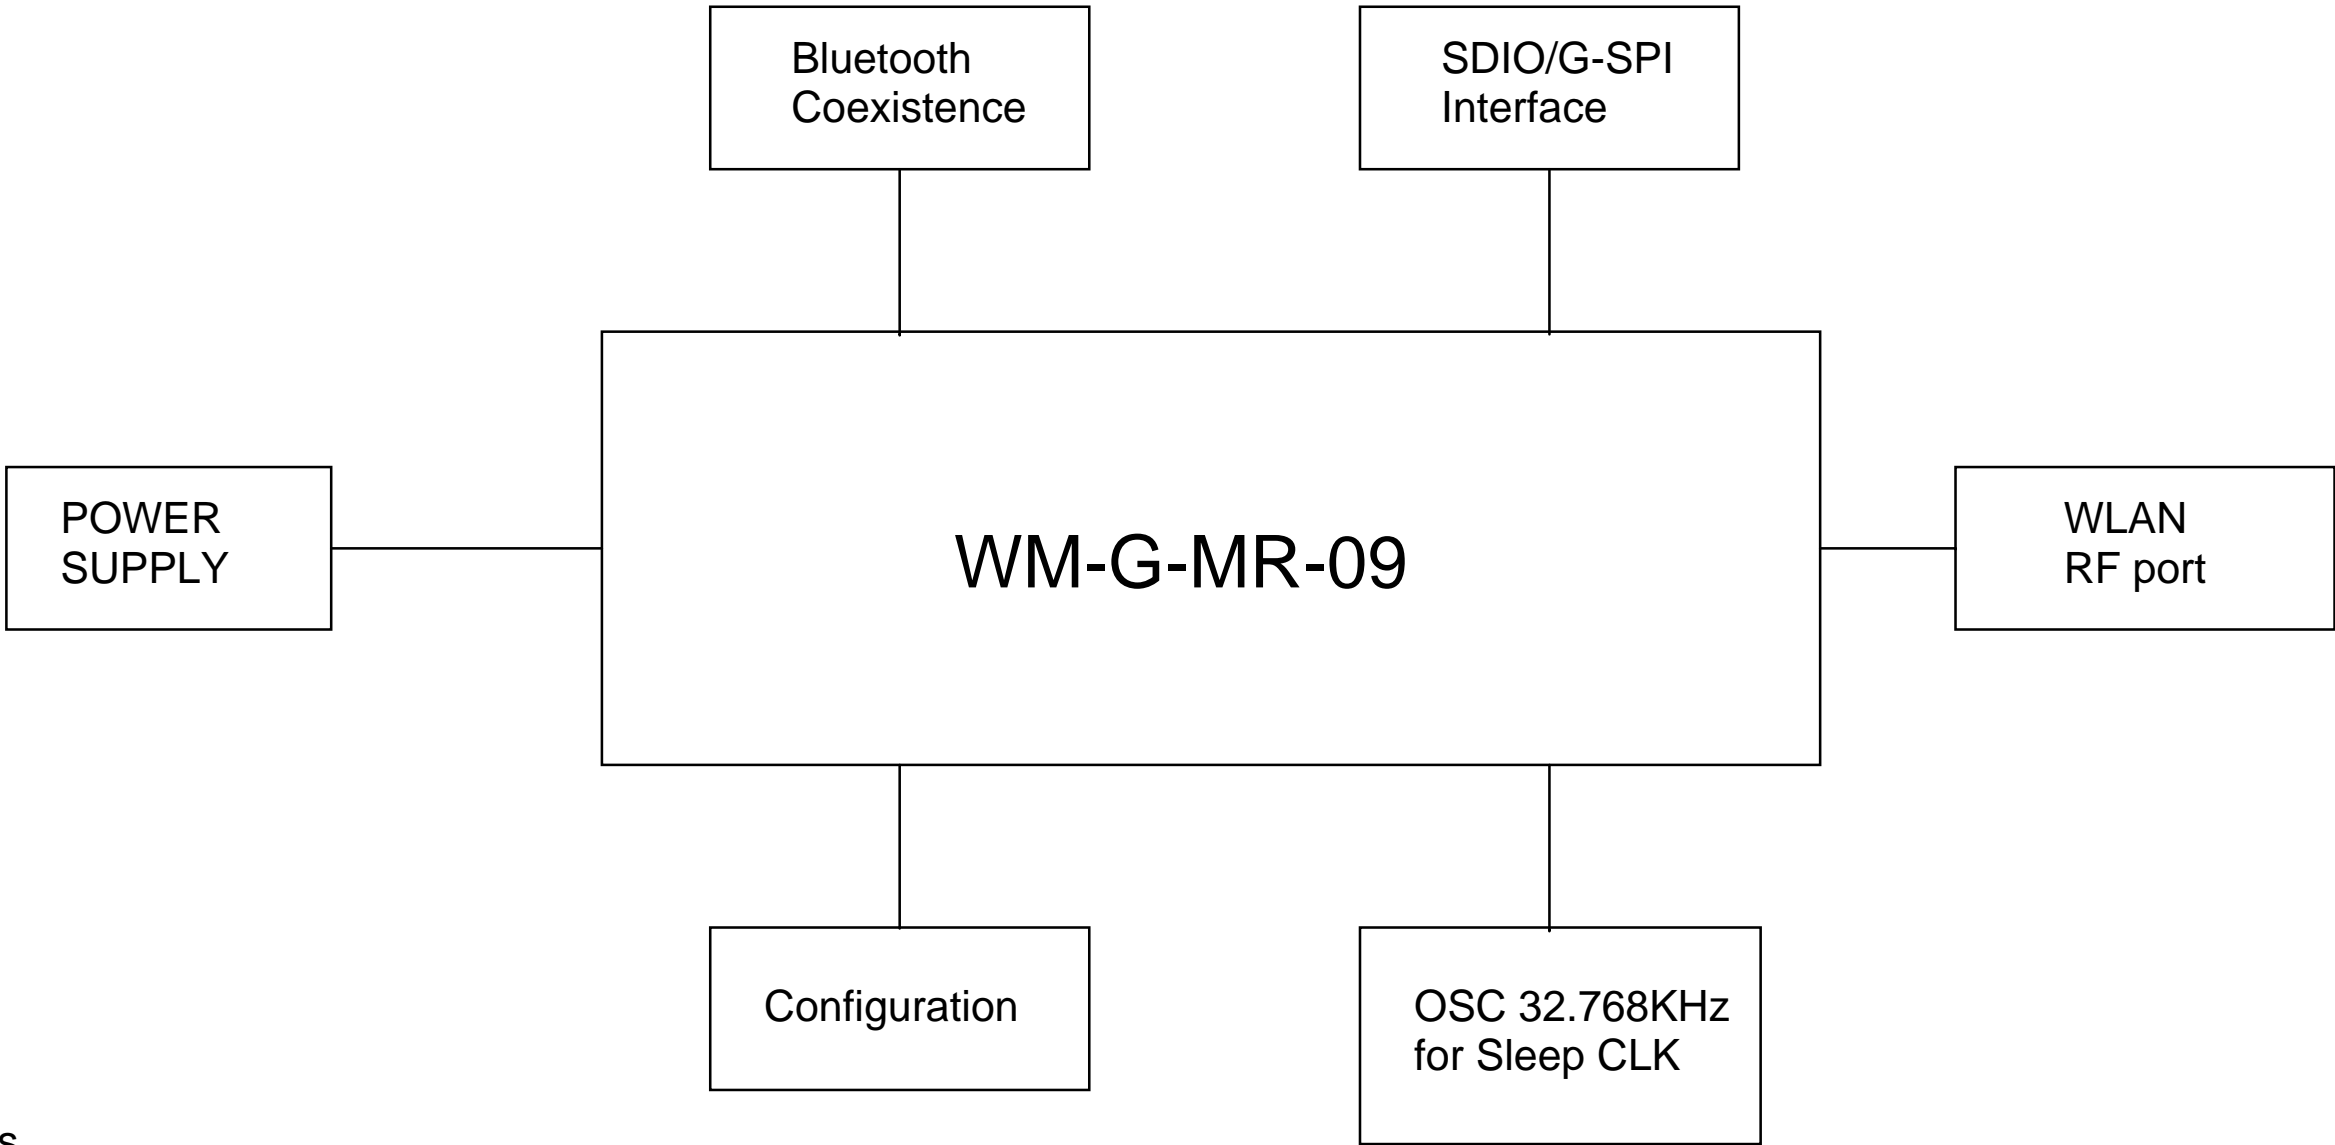 Bluetooth
Coexistence
SDIO/G-SPI
Interface
POWER
SUPPLY
WM-G-MR-09
WLAN
RF port
Configuration
OSC 32.768KHz
for Sleep CLK
s